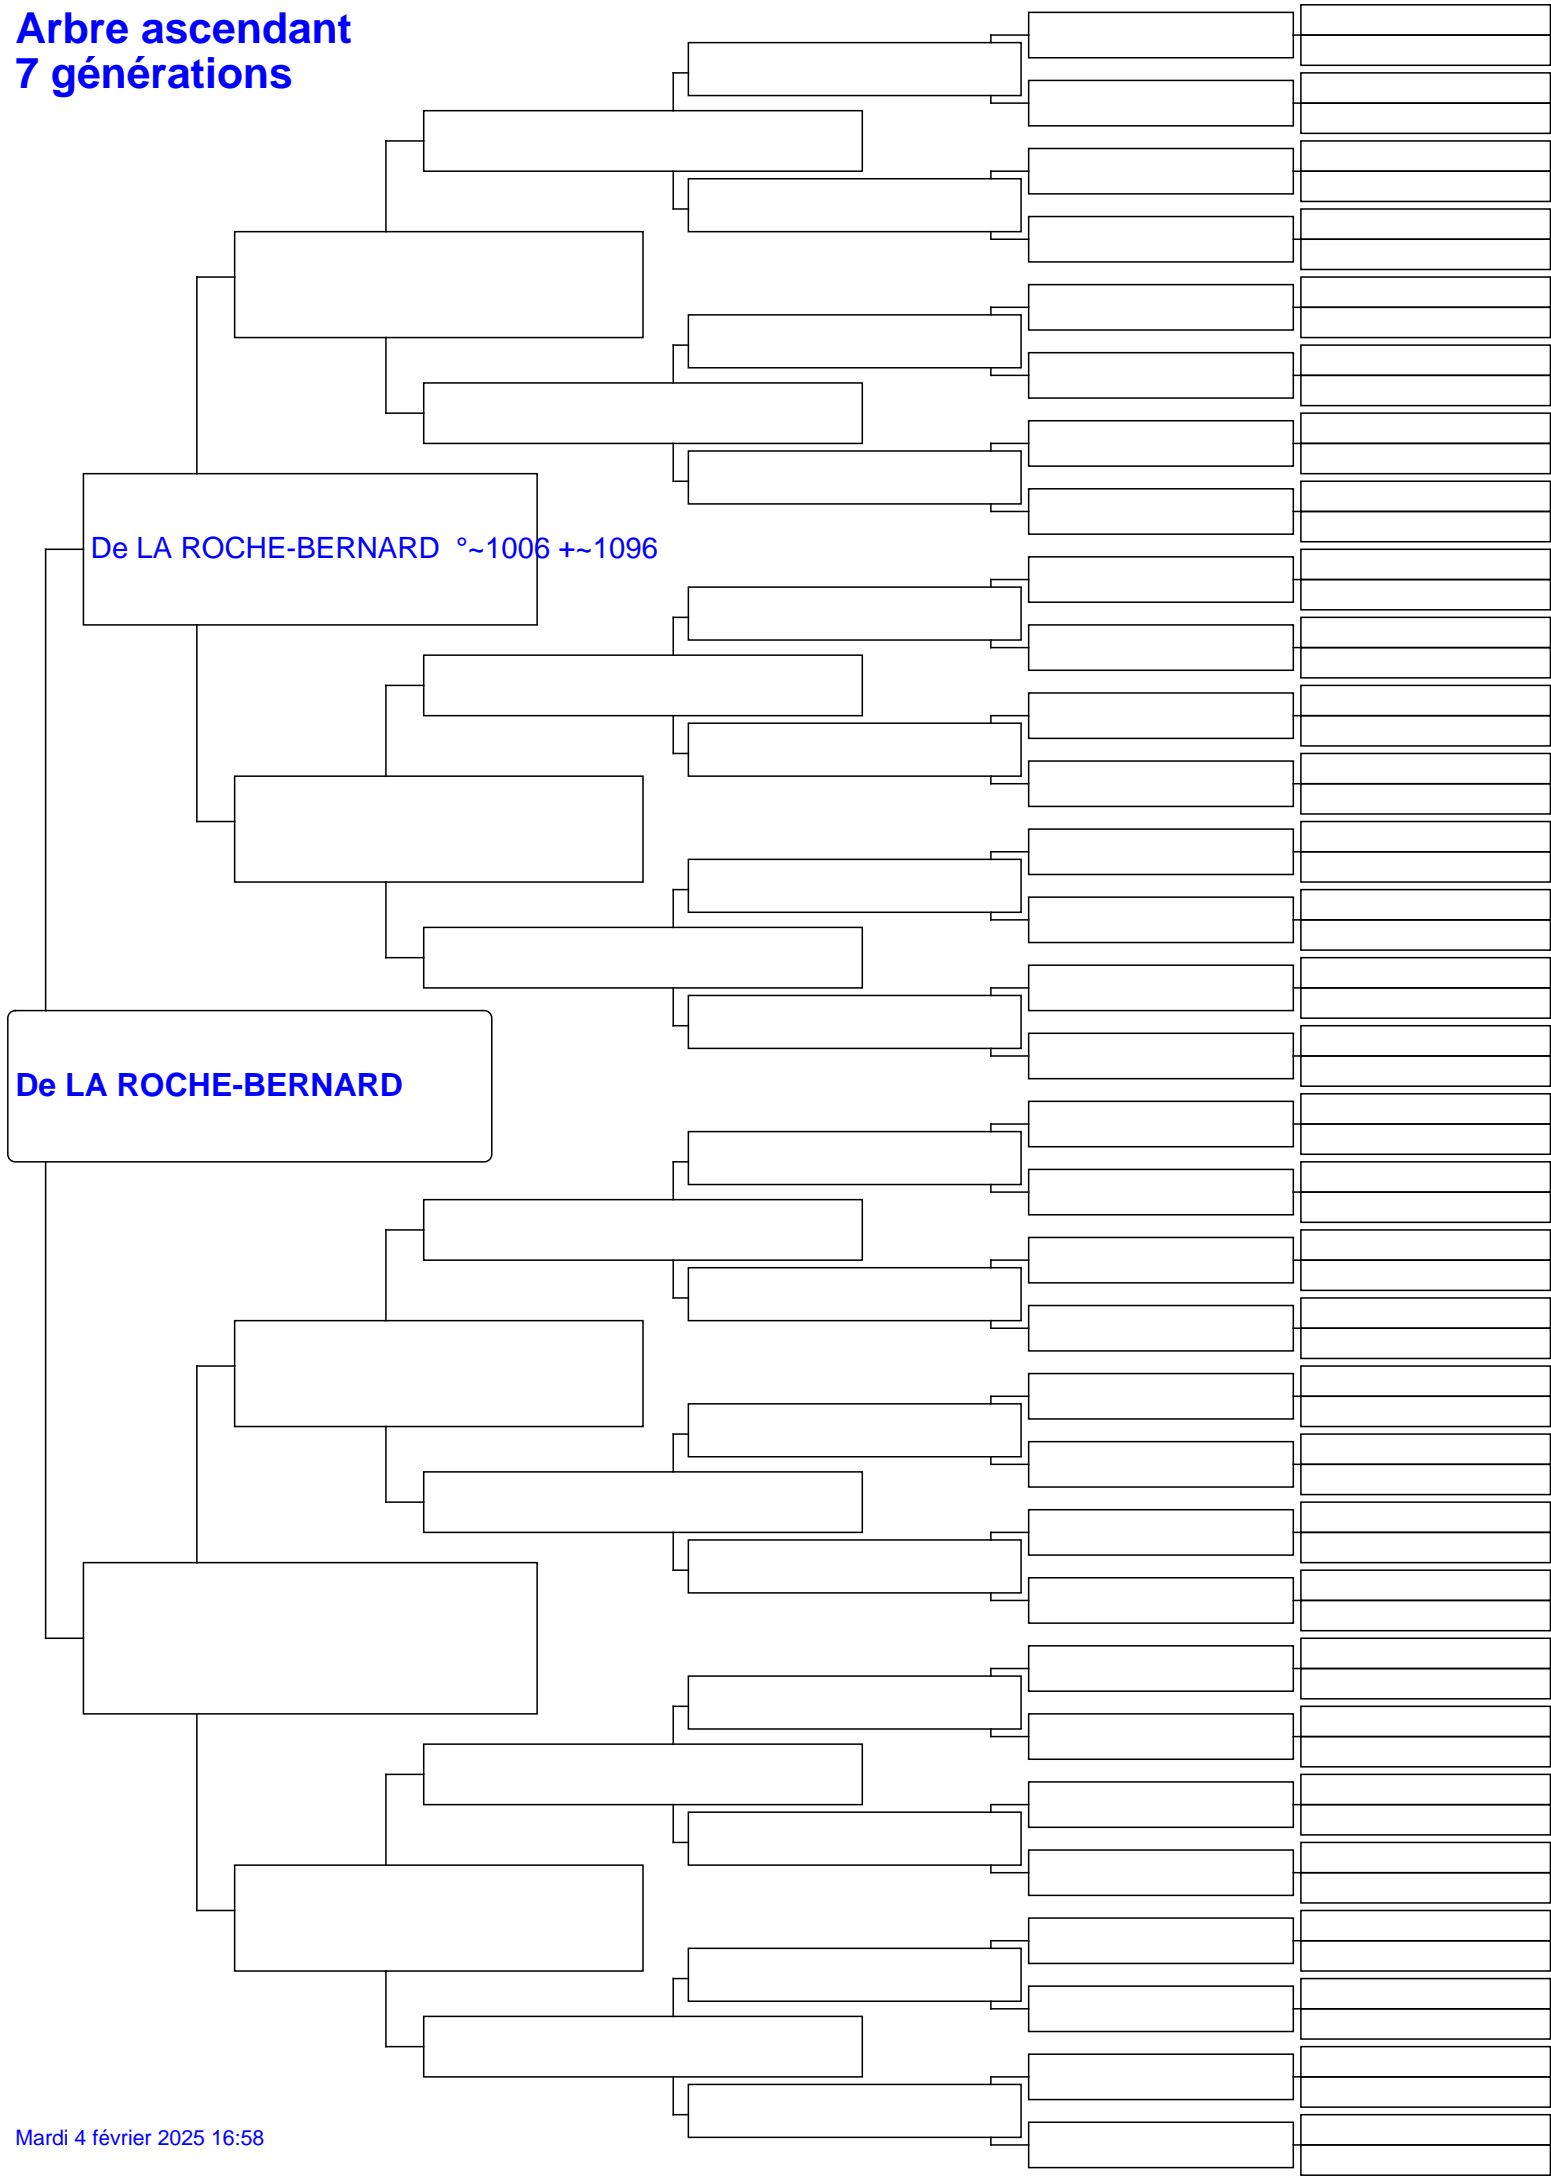 Arbre ascendant
7 générations
De LA ROCHE-BERNARD  °~1006 +~1096
De LA ROCHE-BERNARD
Mardi 4 février 2025 16:58